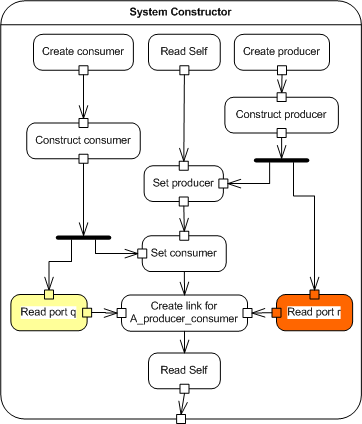 System Constructor
Create consumer
Read Self
Create producer
Construct consumer
Construct producer
Set producer
Set consumer
Read port q
Create link for
A_producer_consumer
Read port r
Read Self